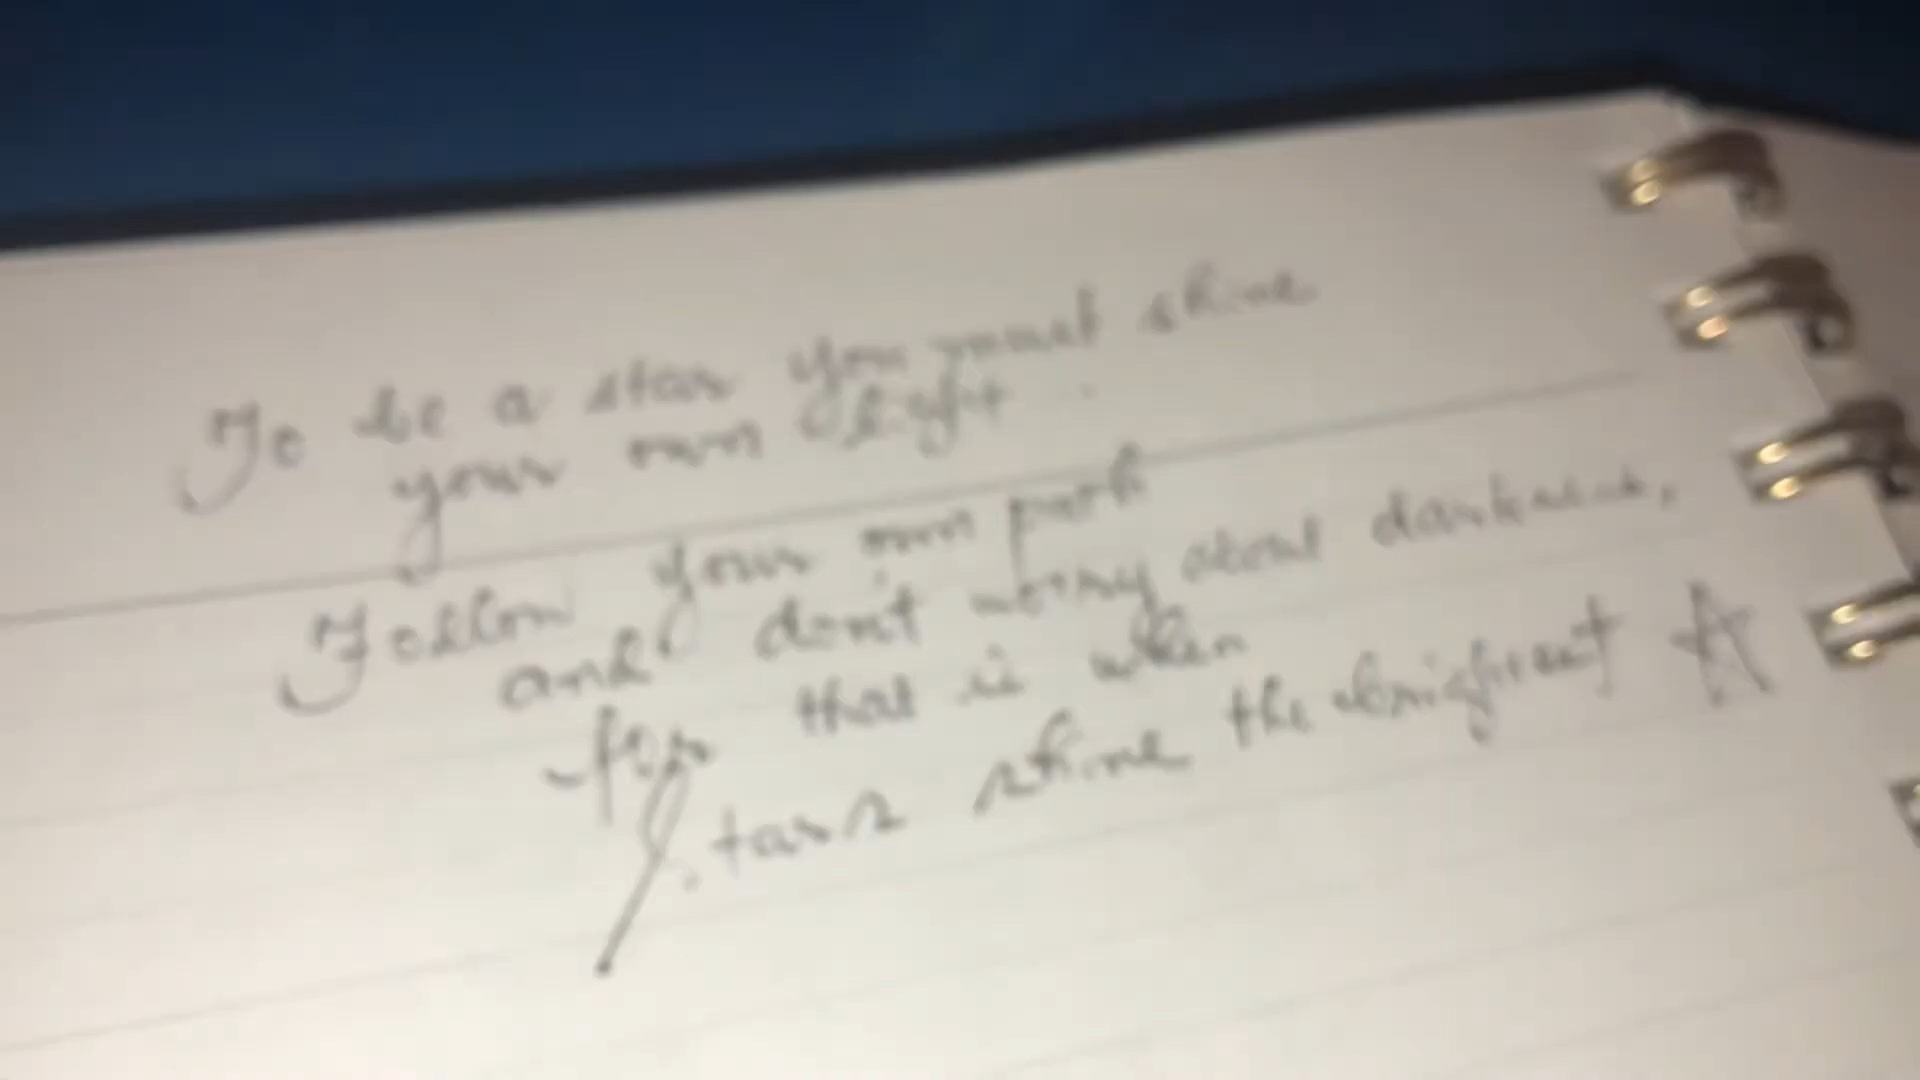 To be a star you must shine
your own light.
Follow your own path
and don't worry about darkness,
for that is when
Stars shine the brightest